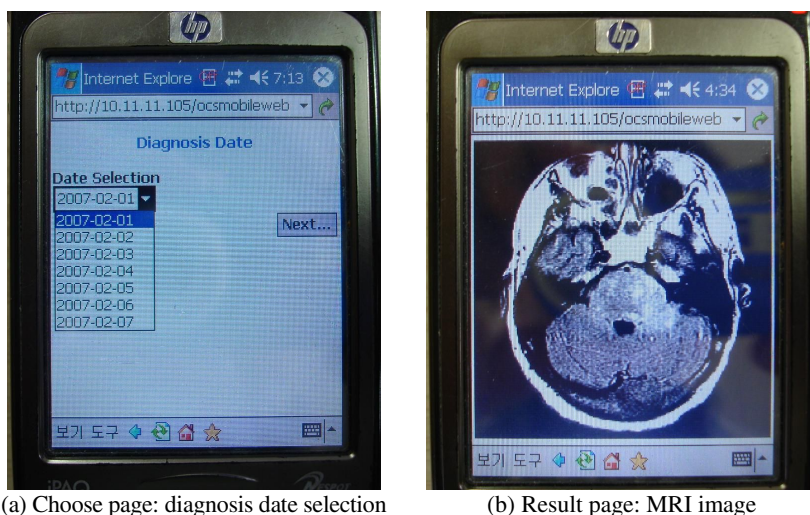 hp
Internet Explore 7:13
http://10.11.11.105/ocsmobileweb
Diagnosis Date
Date Selection
2007-02-01
2007-02-01
Next...
2007-02-02
2007-02-03
2007-02-04
2007-02-05
2007-02-06
2007-02-07
보기 도구
iPAQ
(a) Choose page: diagnosis date selection
hp
Internet Explore 4:34
http://10.11.11.105/ocsmobileweb
보기 도구
(b) Result page: MRI image